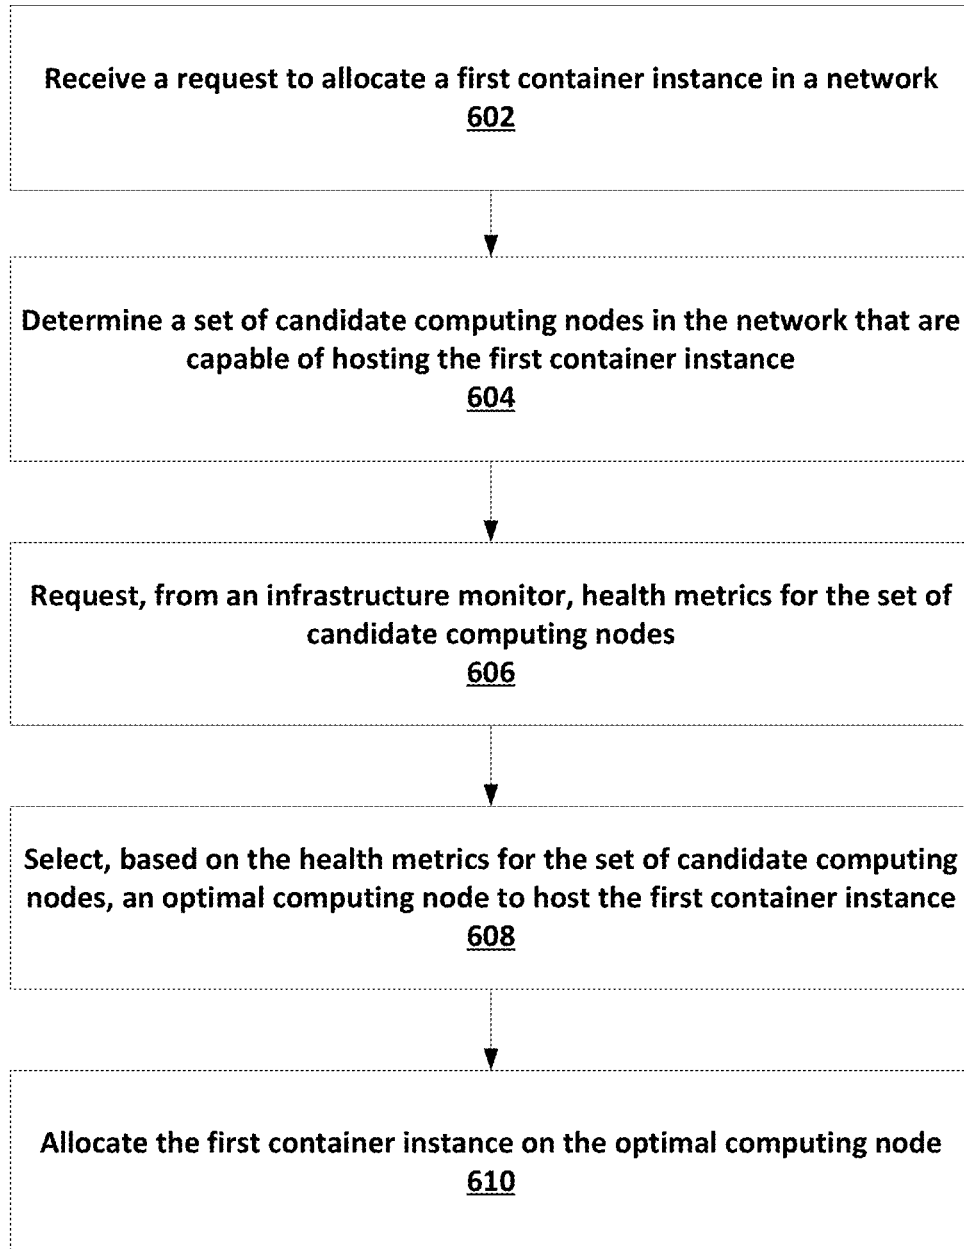 Receive a request to allocate a first container instance in a network
602
Determine a set of candidate computing nodes in the network that are
capable of hosting the first container instance
604
Request, from an infrastructure monitor, health metrics for the set of
candidate computing nodes
606
Select, based on the health metrics for the set of candidate computing
nodes, an optimal computing node to host the first container instance
608
Allocate the first container instance on the optimal computing node
610